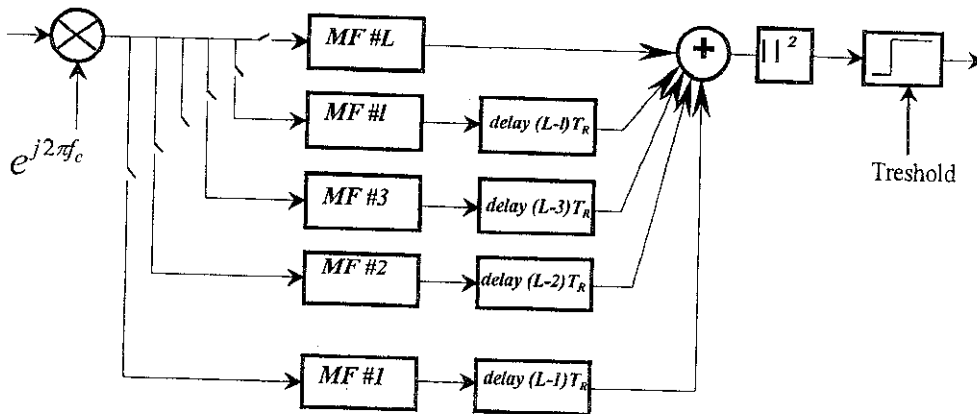 MF #L
+
| | ²
MF #l
delay (L-l)T_R
e^{j2πf_c}
Treshold
MF #3
delay (L-3)T_R
MF #2
delay (L-2)T_R
MF #1
delay (L-1)T_R